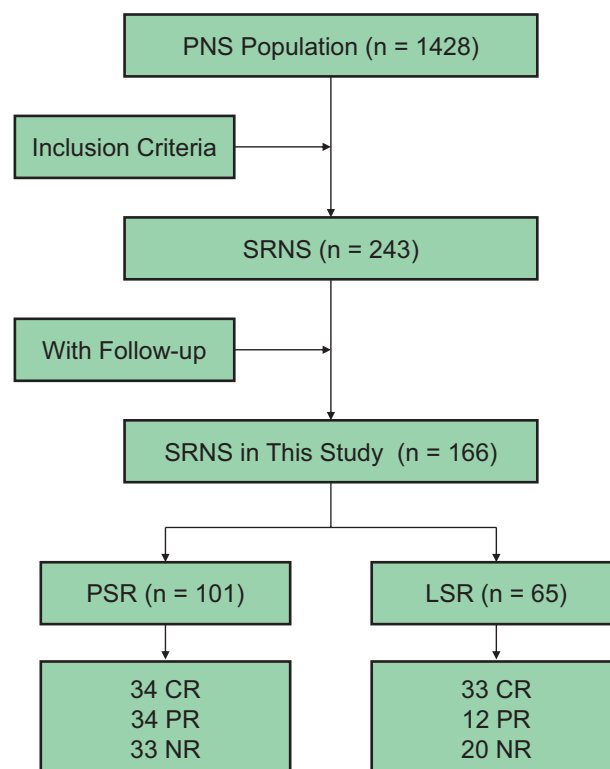 PNS Population (n = 1428)
Inclusion Criteria
SRNS (n = 243)
With Follow-up
SRNS in This Study (n = 166)
PSR (n = 101)
LSR (n = 65)
34 CR
34 PR
33 NR
33 CR
12 PR
20 NR